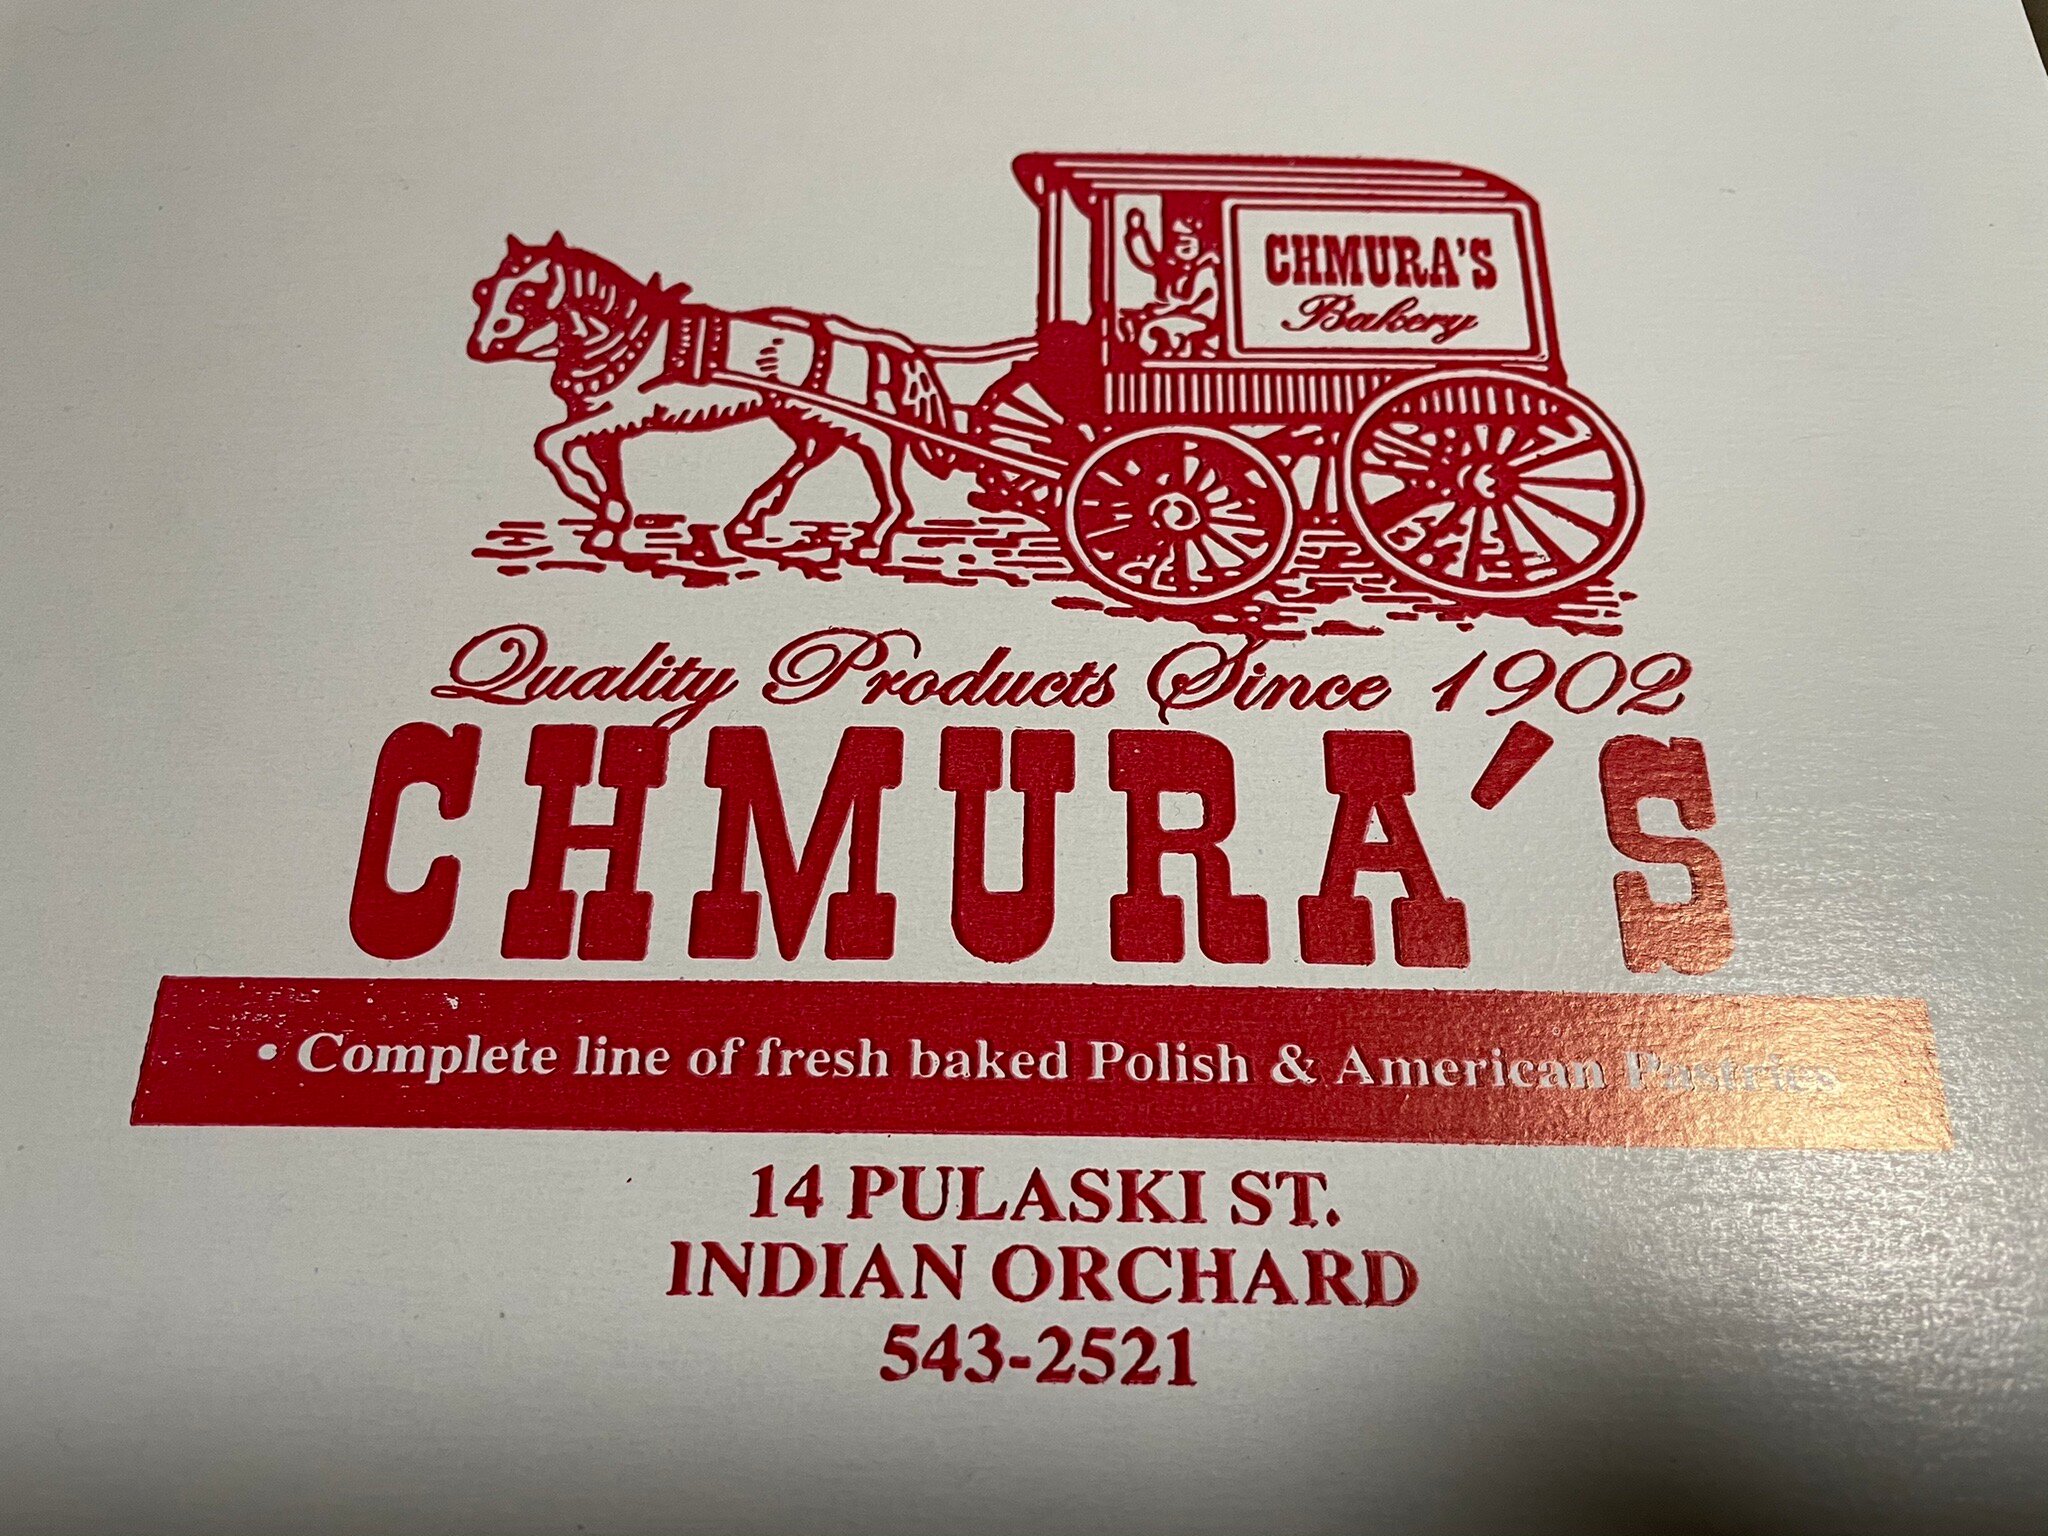 CHMURA'S
Bakery
Quality Products Since 1902
CHMURA'S
• Complete line of fresh baked Polish & American Pastries
14 PULASKI ST.
INDIAN ORCHARD
543-2521